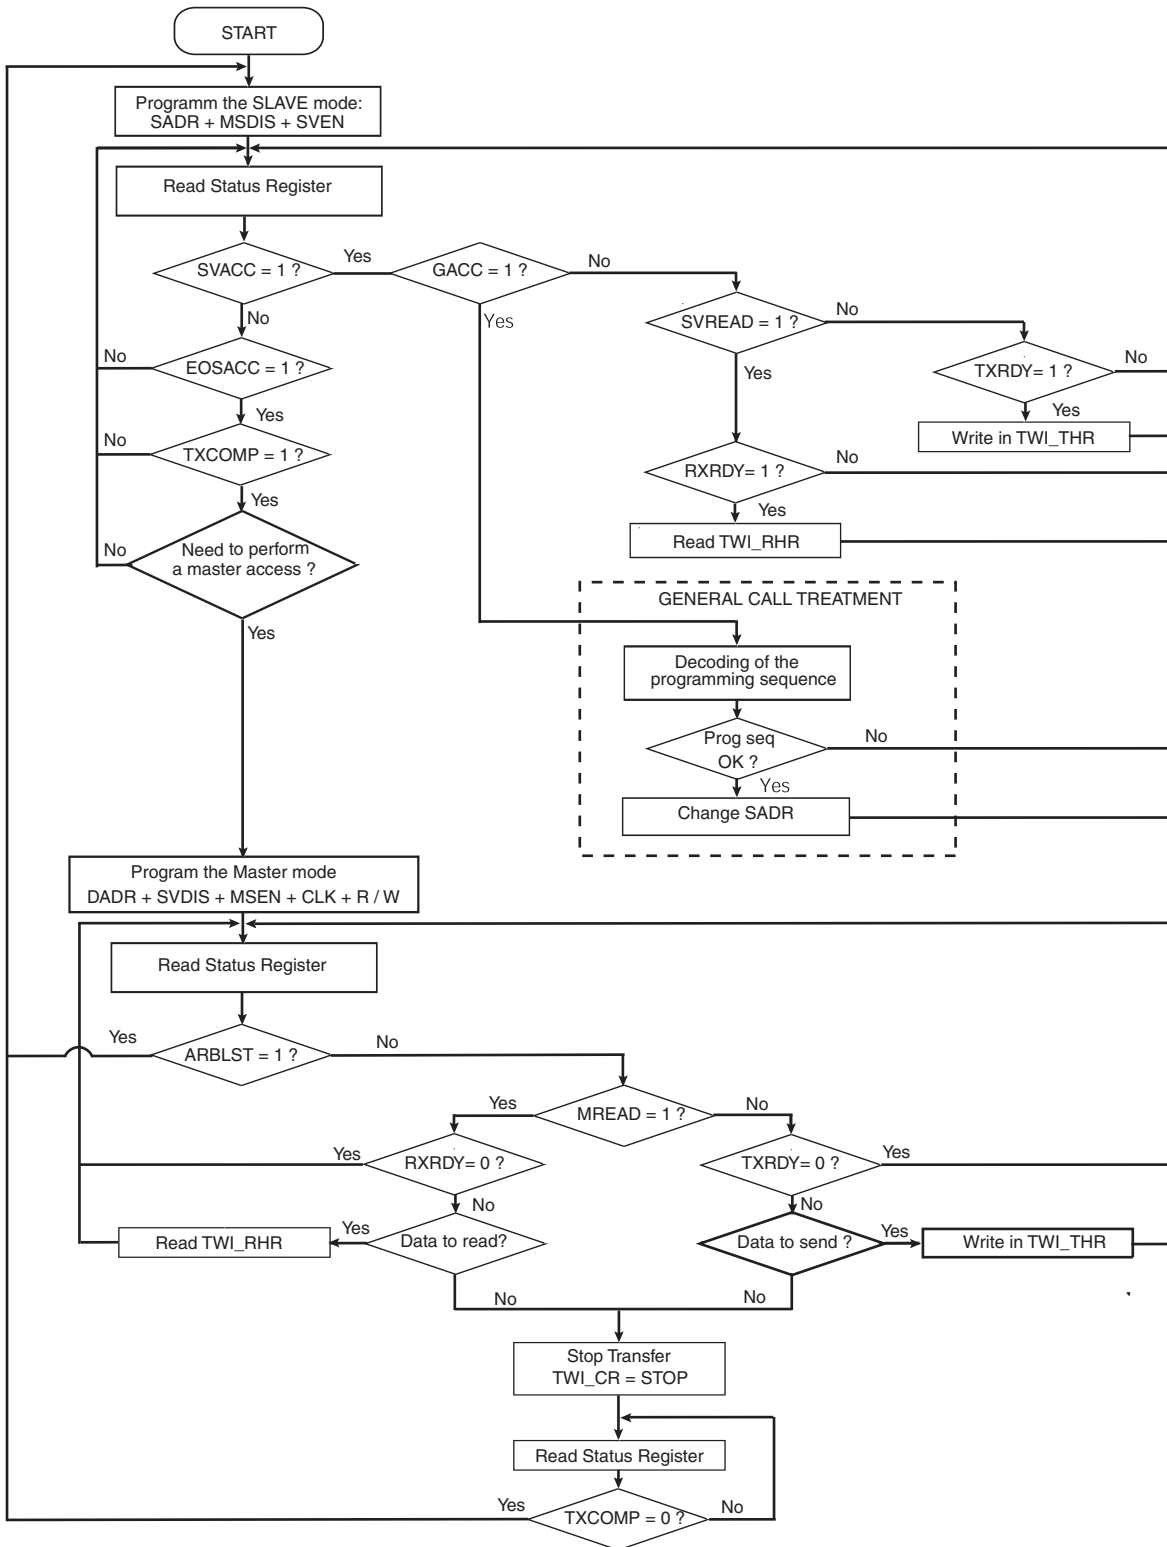 START
Programm the SLAVE mode:
SADR + MSDIS + SVEN
Read Status Register
SVACC = 1 ?
Yes
GACC = 1 ?
No
SVREAD = 1 ?
No
No
Yes
EOSACC = 1 ?
No
Yes
TXRDY= 1 ?
No
Yes
Yes
Write in TWI_THR
TXCOMP = 1 ?
No
Yes
RXRDY= 1 ?
No
Yes
Read TWI_RHR
Need to perform
a master access ?
No
Yes
GENERAL CALL TREATMENT
Decoding of the
programming sequence
Prog seq
OK ?
No
Yes
Change SADR
Program the Master mode
DADR + SVDIS + MSEN + CLK + R / W
Read Status Register
ARBLST = 1 ?
Yes
No
MREAD = 1 ?
Yes
No
RXRDY= 0 ?
Yes
No
TXRDY= 0 ?
Yes
No
Read TWI_RHR
Yes
Data to read?
No
Data to send ?
Yes
Write in TWI_THR
No
Stop Transfer
TWI_CR = STOP
Read Status Register
Yes
TXCOMP = 0 ?
No